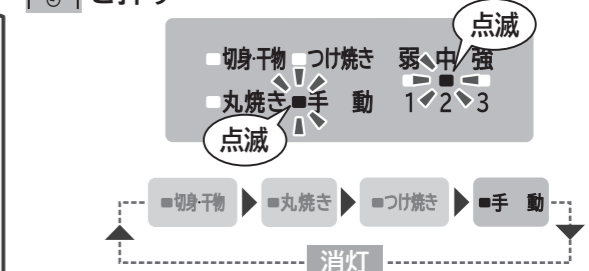 を押す
点滅
切身・干物 つけ焼き 弱 中 強
丸焼き 手 動 1 2 3
点滅
切身・干物 丸焼き つけ焼き 手 動
消灯